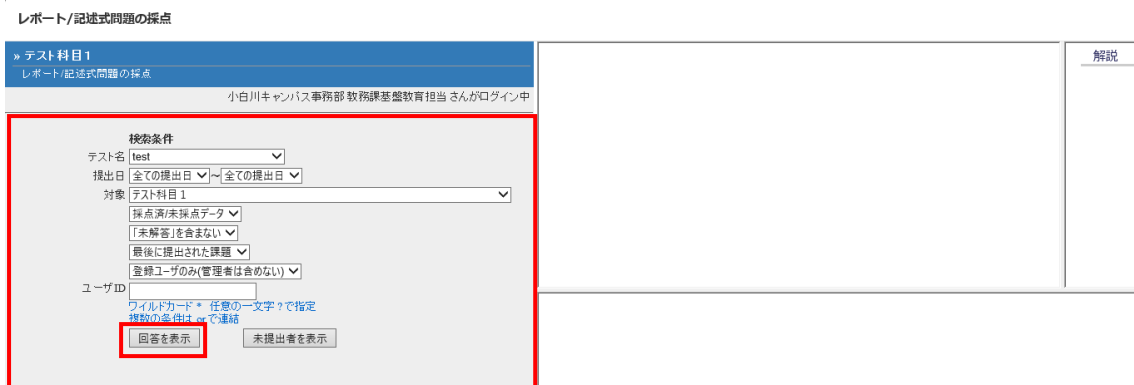 レポート/記述式問題の採点
» テスト科目1
レポート/記述式問題の採点
解説
小白川キャンパス事務部 教務課基盤教育担当 さんがログイン中
検索条件
テスト名 test
提出日 全ての提出日 ～ 全ての提出日
対象 テスト科目1
採点済/未採点データ
「未解答」を含まない
最後に提出された課題
登録ユーザのみ(管理者は含めない)
ユーザID
ワイルドカード * 任意の一文字 ? で指定
複数の条件は or で連結
回答を表示 未提出者を表示